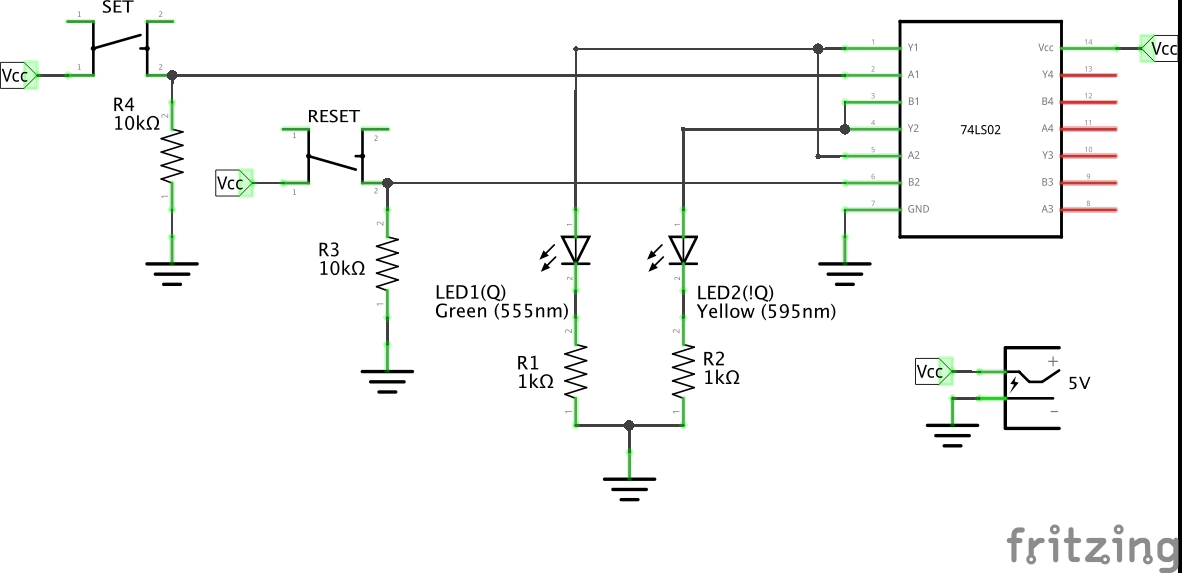 SET
1 2
Vcc 1 2
R4
10kΩ
2
1
RESET
1 2
Vcc 1 2
R3
10kΩ
2
1
1 Y1 Vcc 14 Vcc
2 A1 Y4 13
3 B1 B4 12
4 Y2 A4 11
74LS02
5 A2 Y3 10
6 B2 B3 9
7 GND A3 8
1
2
LED1(Q)
Green (555nm)
1
2
LED2(!Q)
Yellow (595nm)
R1
1kΩ
2
1
R2
1kΩ
2
1
Vcc + 5V
−
fritzing